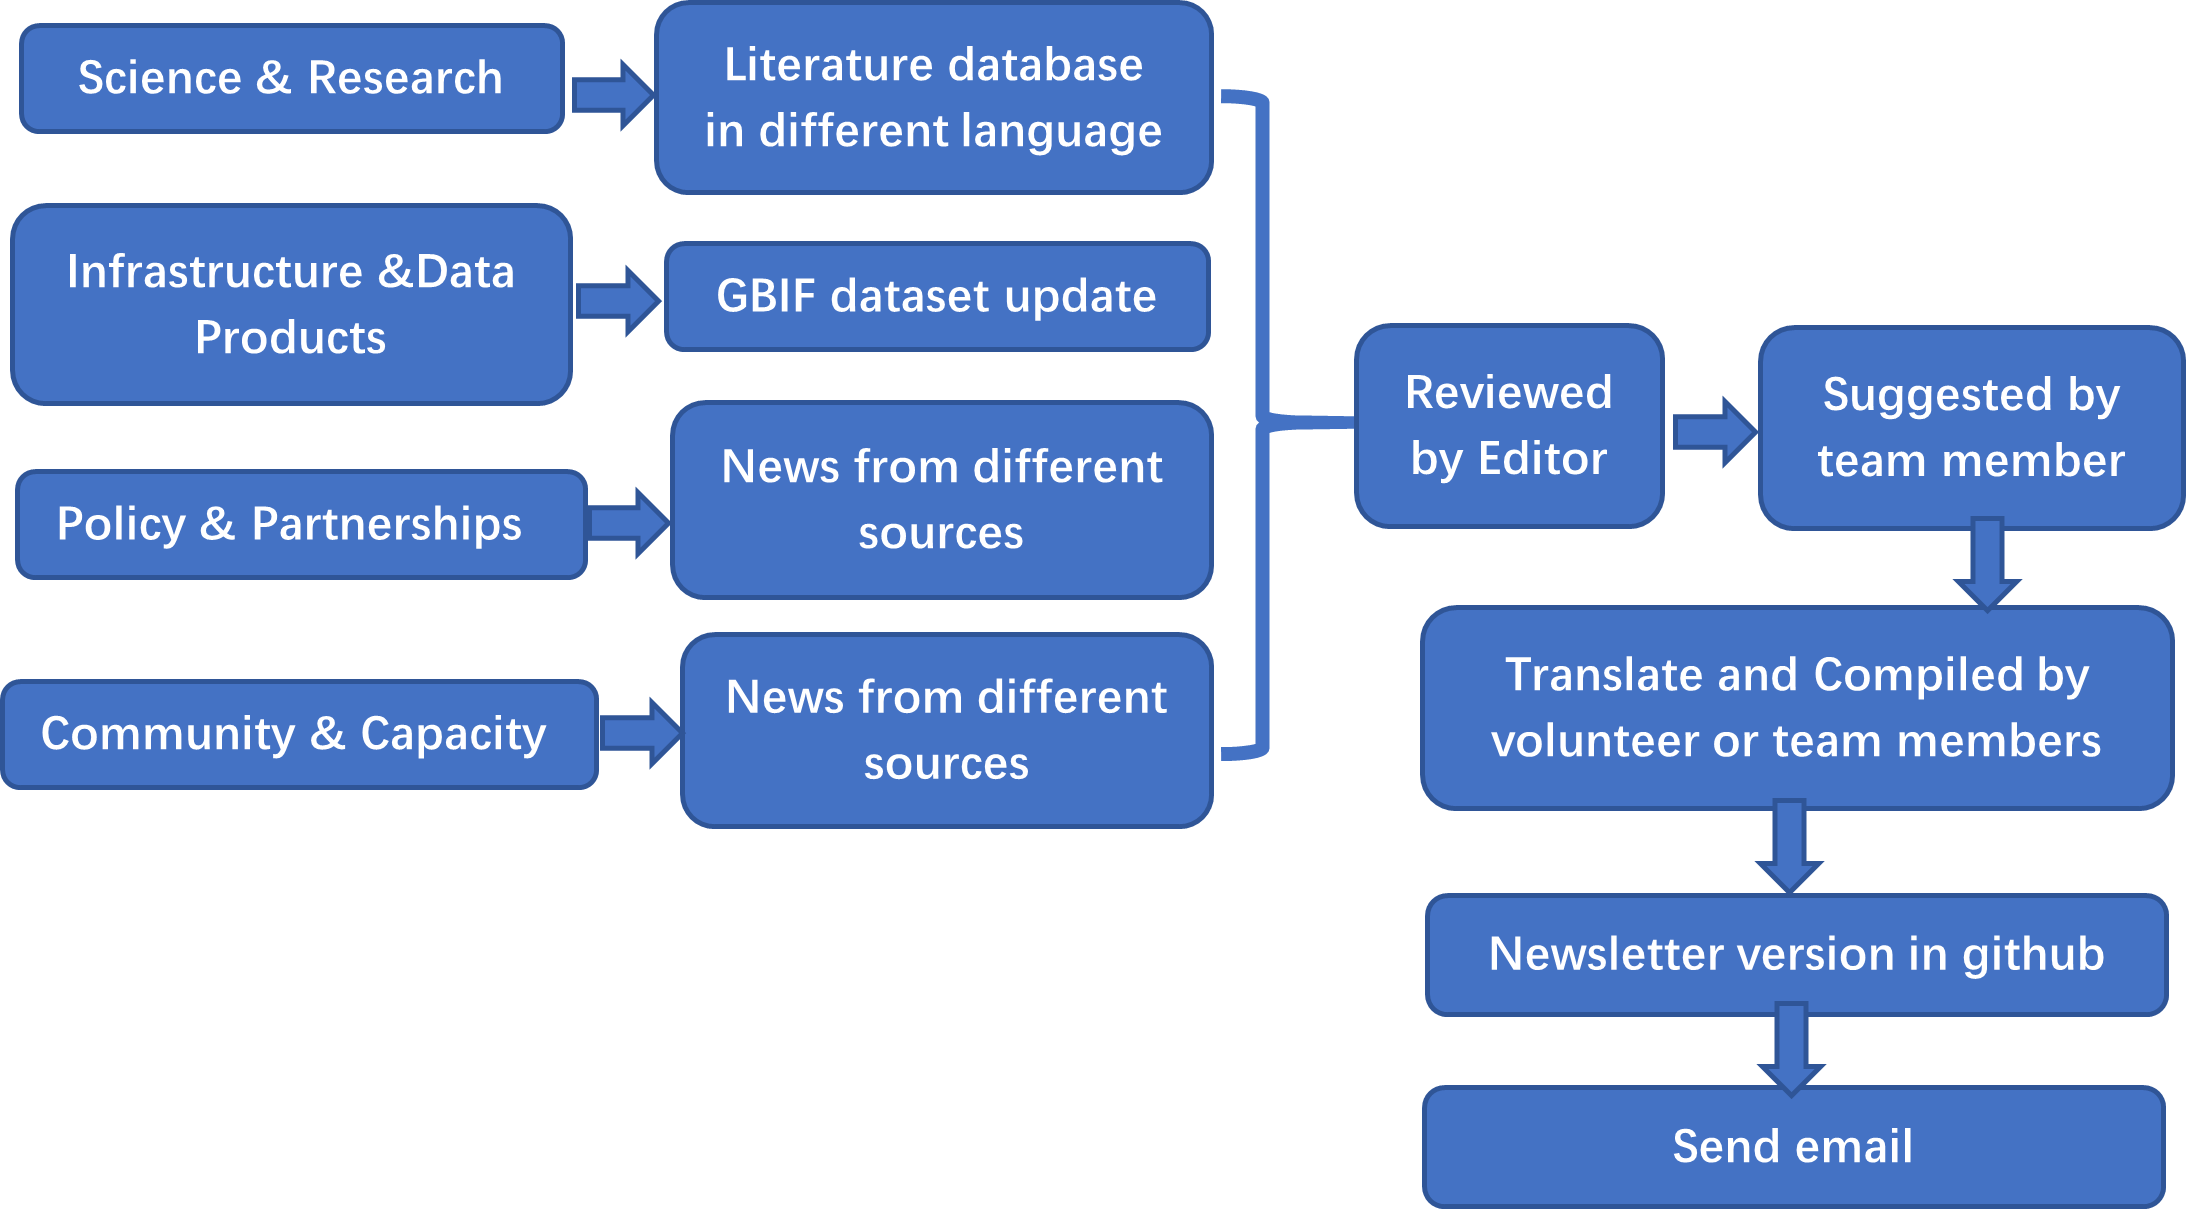 Science & Research
Literature database
in different language
Infrastructure &Data
Products
GBIF dataset update
Policy & Partnerships
News from different
sources
Community & Capacity
News from different
sources
Reviewed
by Editor
Suggested by
team member
Translate and Compiled by
volunteer or team members
Newsletter version in github
Send email